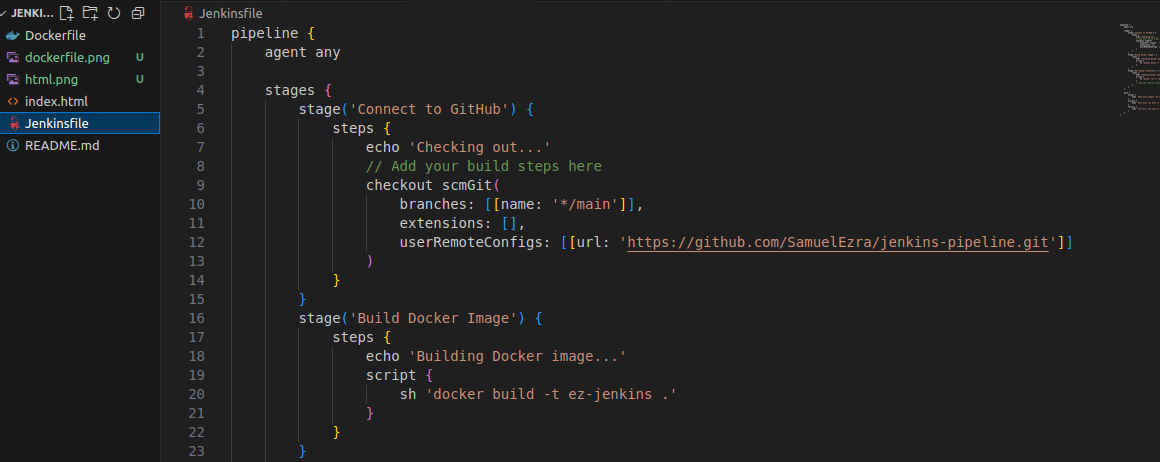 JENKI...
Dockerfile
dockerfile.png U
html.png U
index.html
Jenkinsfile
README.md
Jenkinsfile
1 pipeline {
2     agent any
3
4     stages {
5         stage('Connect to GitHub') {
6             steps {
7                 echo 'Checking out...'
8                 // Add your build steps here
9                 checkout scmGit(
10                     branches: [[name: '*/main']],
11                     extensions: [],
12                     userRemoteConfigs: [[url: 'https://github.com/SamuelEzra/jenkins-pipeline.git']]
13                 )
14             }
15         }
16         stage('Build Docker Image') {
17             steps {
18                 echo 'Building Docker image...'
19                 script {
20                     sh 'docker build -t ez-jenkins .'
21                 }
22             }
23         }